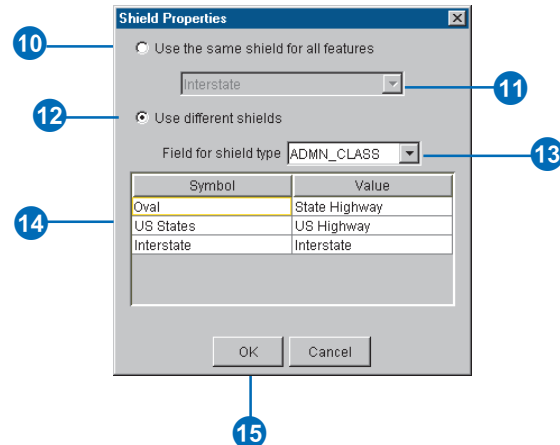 Shield Properties
10
Use the same shield for all features
Interstate
11
12
Use different shields
Field for shield type ADMN_CLASS
13
Symbol Value
14
Oval State Highway
US States US Highway
Interstate Interstate
OK Cancel
15